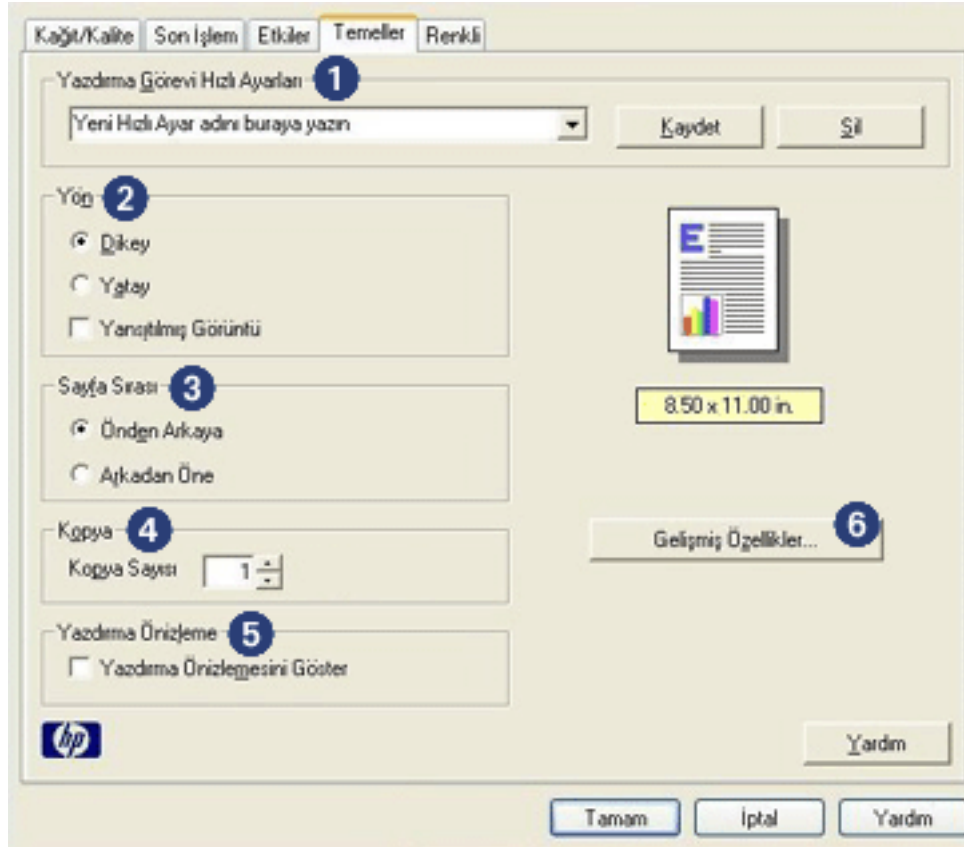 Kağıt/Kalite Son İşlem Etkiler Temeller Renkli
Yazdırma Görevi Hızlı Ayarları 1
Yeni Hızlı Ayar adını buraya yazın Kaydet Sil
Yön 2
Dikey
Yatay
Yansıtılmış Görüntü
E
8.50 x 11.00 in.
Sayfa Sırası 3
Önden Arkaya
Arkadan Öne
Kopya 4
Kopya Sayısı 1
Gelişmiş Özellikler... 6
Yazdırma Önizleme 5
Yazdırma Önizlemesini Göster
hp
Yardım
Tamam İptal Yardım